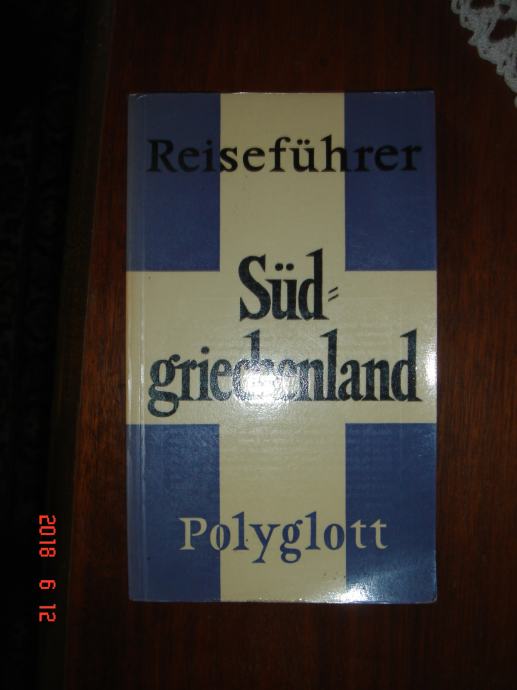 Reiseführer
Süd=
griechenland
Polyglott
2018 6 12